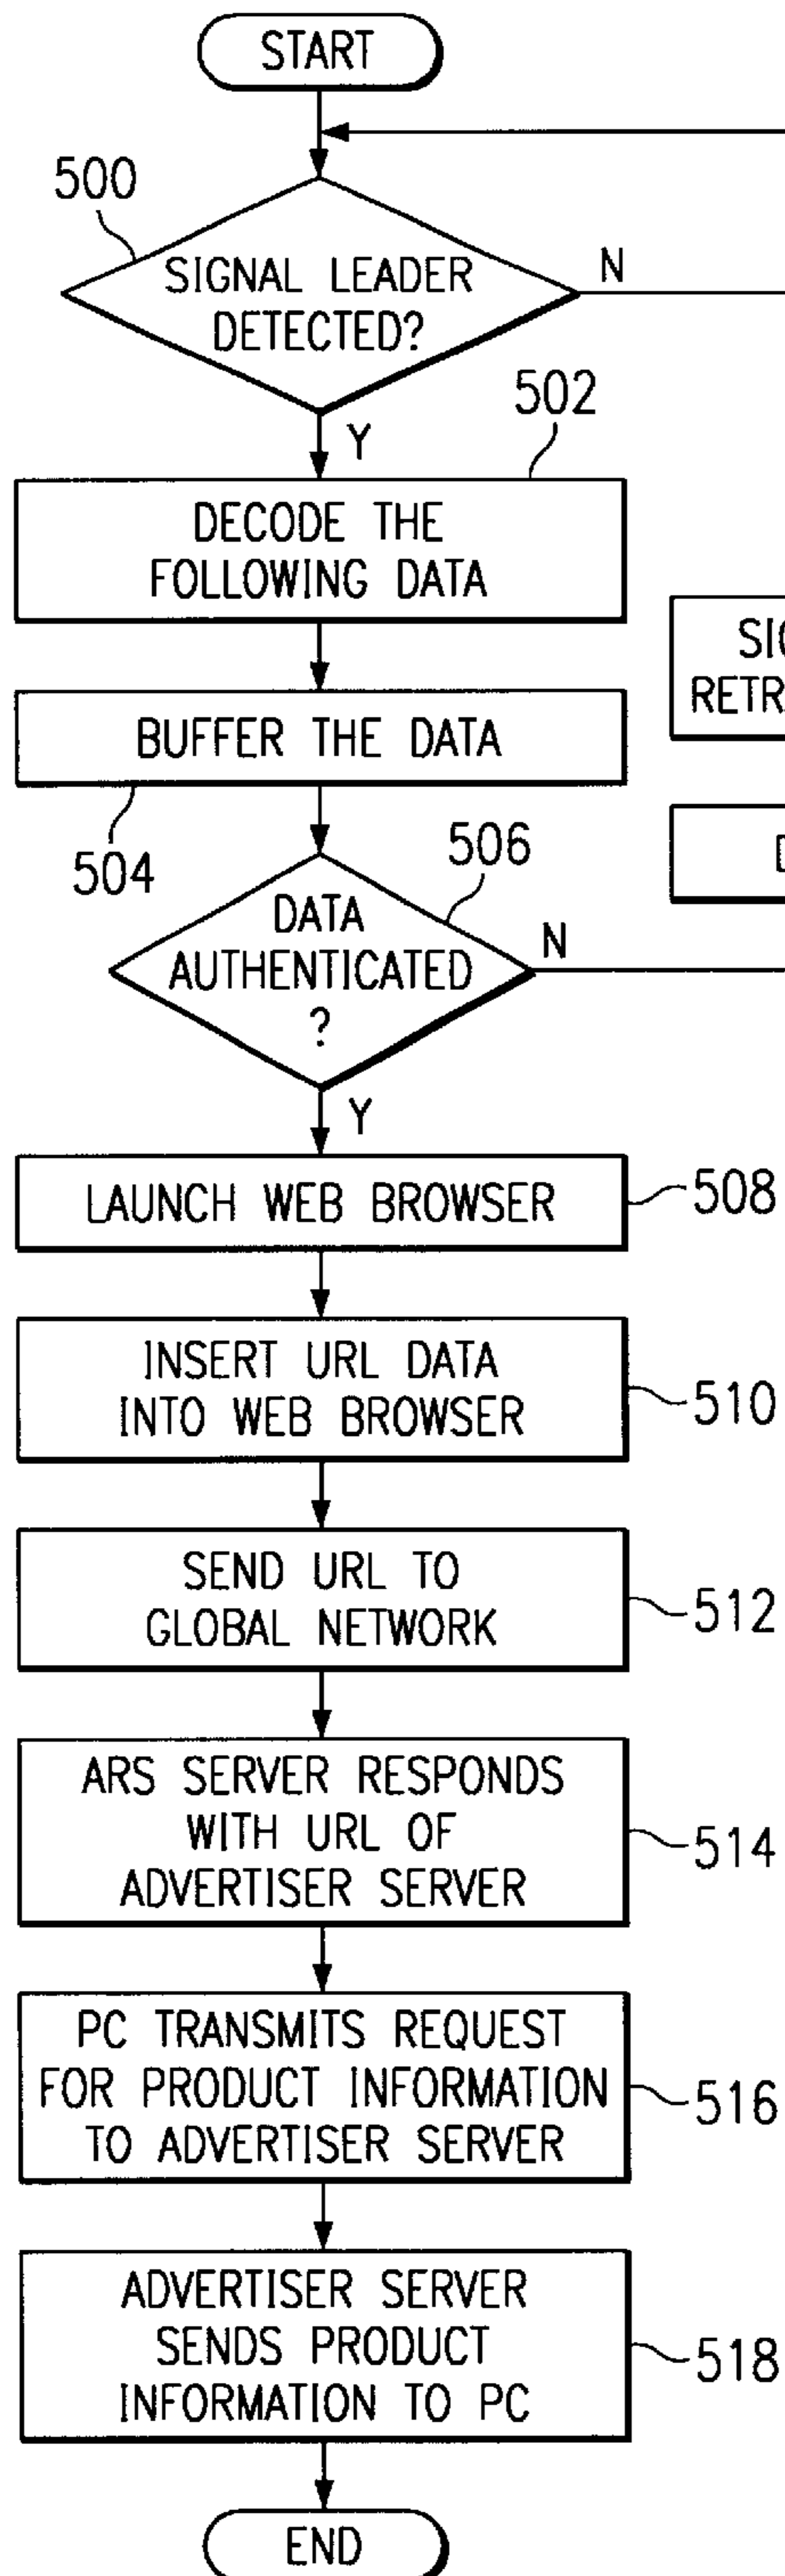 START
500
SIGNAL LEADER
DETECTED?
N
Y
502
DECODE THE
FOLLOWING DATA
BUFFER THE DATA
504
506
DATA
AUTHENTICATED
?
N
Y
LAUNCH WEB BROWSER
508
INSERT URL DATA
INTO WEB BROWSER
510
SEND URL TO
GLOBAL NETWORK
512
ARS SERVER RESPONDS
WITH URL OF
ADVERTISER SERVER
514
PC TRANSMITS REQUEST
FOR PRODUCT INFORMATION
TO ADVERTISER SERVER
516
ADVERTISER SERVER
SENDS PRODUCT
INFORMATION TO PC
518
END